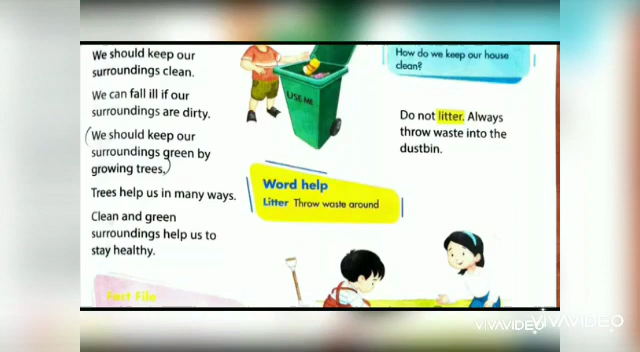 We should keep our
surroundings clean.
We can fall ill if our
surroundings are dirty.
We should keep our
surroundings green by
growing trees.
Trees help us in many ways.
Clean and green
surroundings help us to
stay healthy.
Fact File
USE ME
Word help
Litter Throw waste around
How do we keep our house
clean?
Do not litter. Always
throw waste into the
dustbin.
VIVAVIDEO
VIVAVIDEO